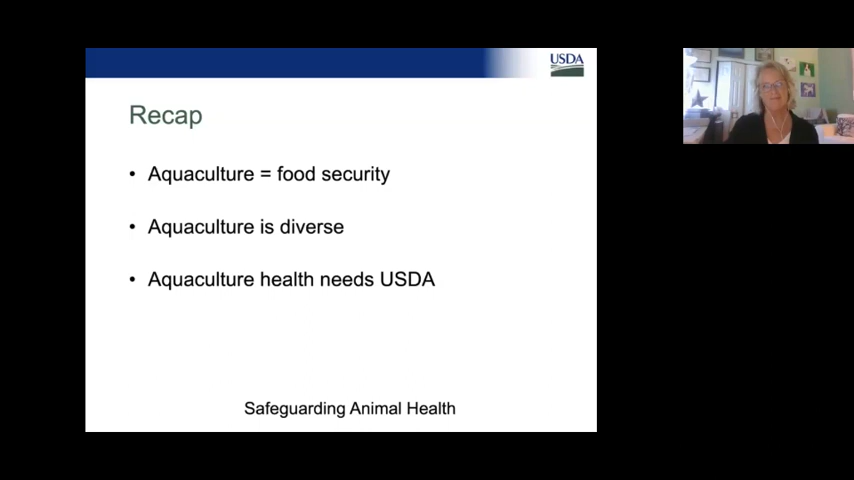 USDA
Recap
• Aquaculture = food security
• Aquaculture is diverse
• Aquaculture health needs USDA
Safeguarding Animal Health